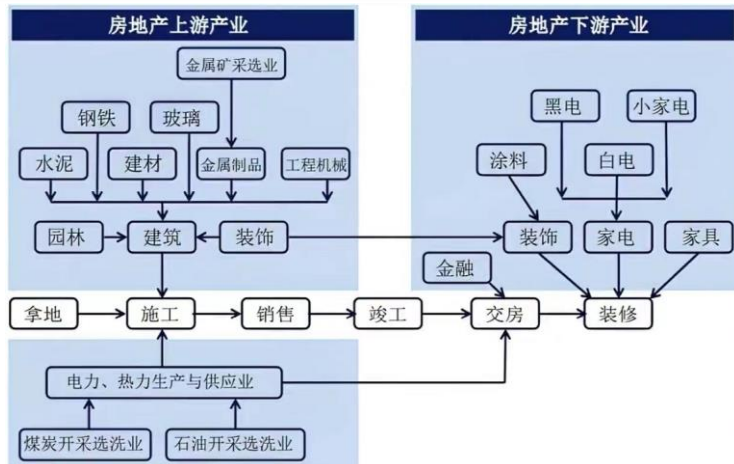 房地产上游产业
房地产下游产业
金属矿采选业
钢铁
玻璃
黑电
小家电
水泥
建材
金属制品
工程机械
涂料
白电
园林
建筑
装饰
装饰
家电
家具
金融
拿地
施工
销售
竣工
交房
装修
电力、热力生产与供应业
煤炭开采选洗业
石油开采选洗业